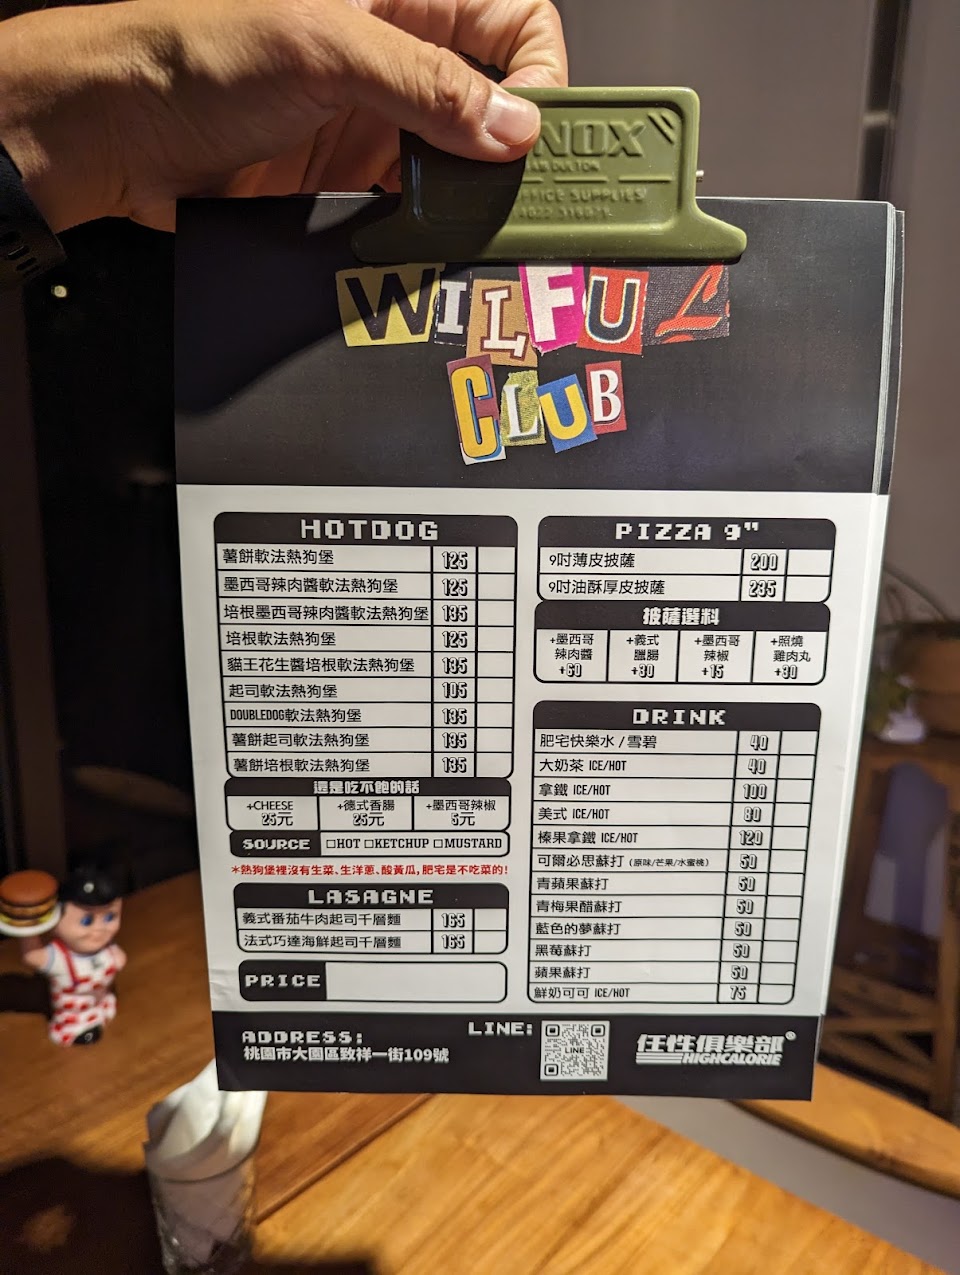 NOX
OFFICE SUPPLIES
WILFUL
CLUB
HOTDOG
薯餅軟法熱狗堡 125
墨西哥辣肉醬軟法熱狗堡 125
培根墨西哥辣肉醬軟法熱狗堡 135
培根軟法熱狗堡 125
貓王花生醬培根軟法熱狗堡 135
起司軟法熱狗堡 105
DOUBLEDOG軟法熱狗堡 135
薯餅起司軟法熱狗堡 135
薯餅培根軟法熱狗堡 135
還是吃不飽的話
+CHEESE 25元
+德式香腸 25元
+墨西哥辣椒 5元
SOURCE □HOT □KETCHUP □MUSTARD
*熱狗堡裡沒有生菜、生洋蔥、酸黃瓜,肥宅是不吃菜的!
LASAGNE
義式番茄牛肉起司千層麵 165
法式巧達海鮮起司千層麵 165
PRICE
PIZZA 9"
9吋薄皮披薩 200
9吋油酥厚皮披薩 235
披薩選料
+墨西哥辣肉醬 +60
+義式臘腸 +30
+墨西哥辣椒 +15
+照燒雞肉丸 +30
DRINK
肥宅快樂水 / 雪碧 40
大奶茶 ICE/HOT 40
拿鐵 ICE/HOT 100
美式 ICE/HOT 80
榛果拿鐵 ICE/HOT 120
可爾必思蘇打 (原味/芒果/水蜜桃) 50
青蘋果蘇打 50
青梅果醋蘇打 50
藍色的夢蘇打 50
黑莓蘇打 50
蘋果蘇打 50
鮮奶可可 ICE/HOT 75
ADDRESS:
桃園市大園區致祥一街109號
LINE:
LINE
任性俱樂部
HIGHCALORIE